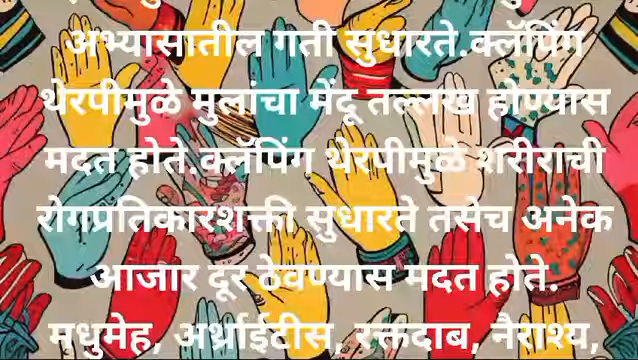 अभ्यासातील गती सुधारते.क्लॅपिंग
थेरपीमुळे मुलांचा मेंदू तल्लख होण्यास
मदत होते.क्लॅपिंग थेरपीमुळे शरीराची
रोगप्रतिकारशक्ती सुधारते तसेच अनेक
आजार दूर ठेवण्यास मदत होते.
मधुमेह, अर्थ्राईटीस, रक्तदाब, नैराश्य,